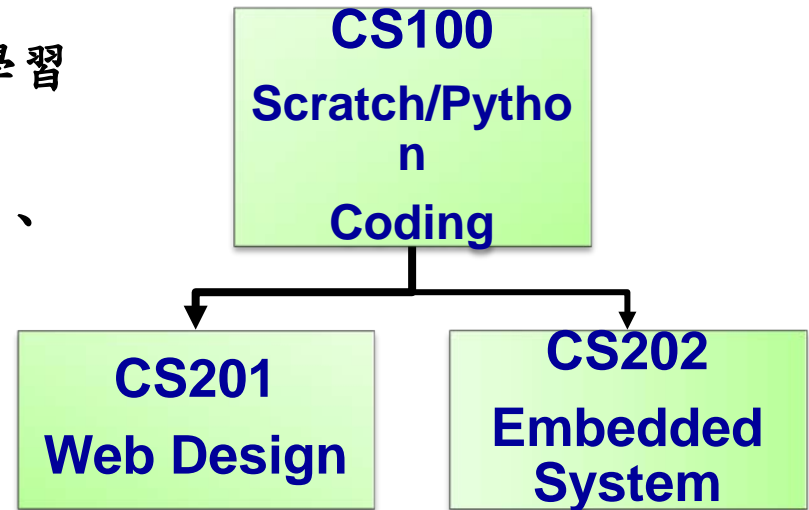 學習
、
CS100
Scratch/Pytho
n
Coding
CS201
Web Design
CS202
Embedded
System